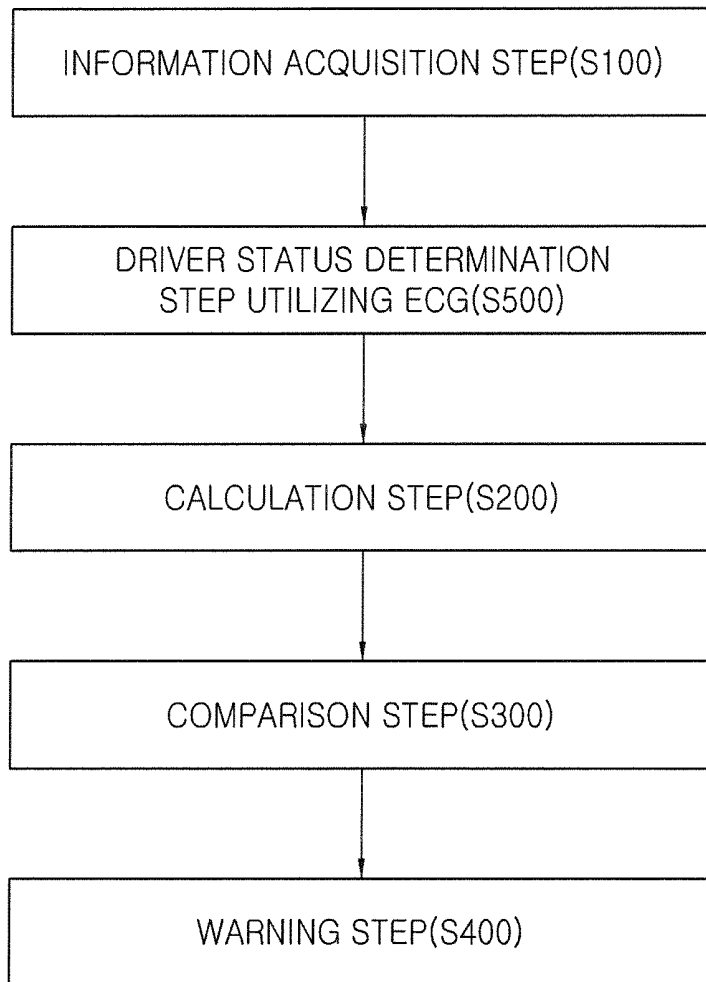 INFORMATION ACQUISITION STEP(S100)
DRIVER STATUS DETERMINATION
STEP UTILIZING ECG(S500)
CALCULATION STEP(S200)
COMPARISON STEP(S300)
WARNING STEP(S400)